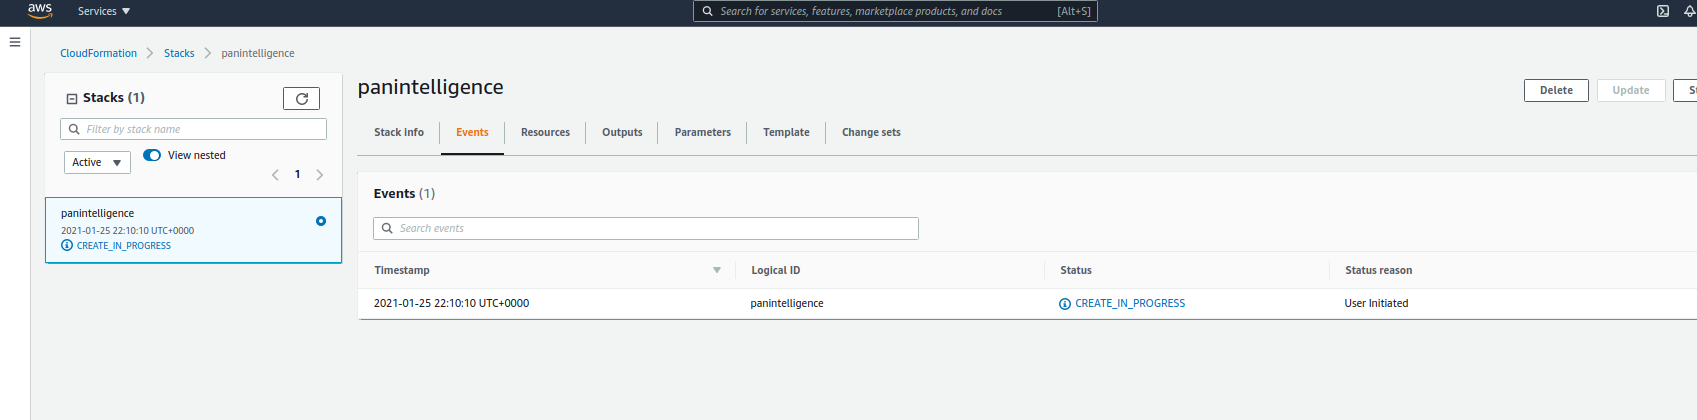 aws Services Search for services, features, marketplace products, and docs [Alt+S]
CloudFormation Stacks panintelligence
Stacks (1)
Filter by stack name
Active View nested
1
panintelligence
2021-01-25 22:10:10 UTC+0000
CREATE_IN_PROGRESS
panintelligence
Delete Update
Stack info Events Resources Outputs Parameters Template Change sets
Events (1)
Search events
Timestamp Logical ID Status Status reason
2021-01-25 22:10:10 UTC+0000 panintelligence CREATE_IN_PROGRESS User Initiated